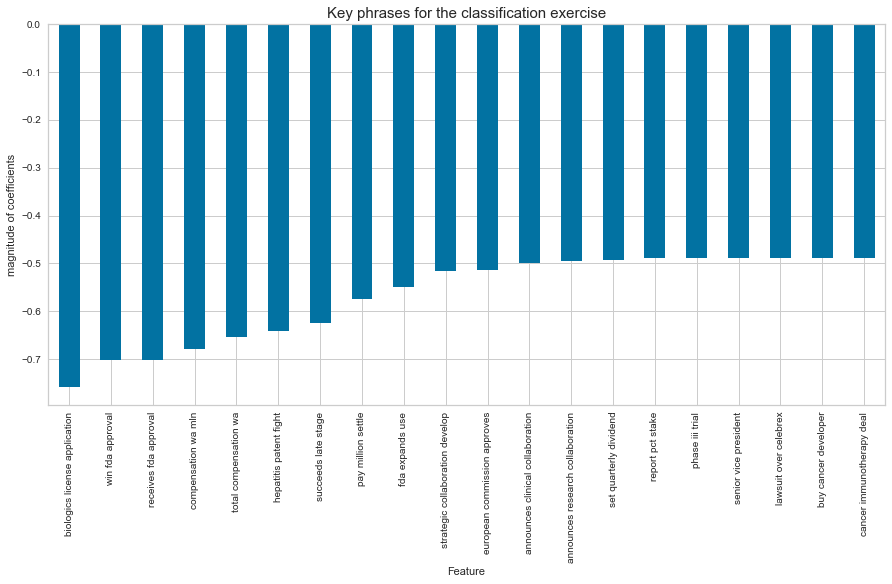 Key phrases for the classification exercise
magnitude of coefficients
0.0
−0.1
−0.2
−0.3
−0.4
−0.5
−0.6
−0.7
biologics license application
win fda approval
receives fda approval
compensation wa mln
total compensation wa
hepatitis patent fight
succeeds late stage
pay million settle
fda expands use
strategic collaboration develop
european commission approves
announces clinical collaboration
announces research collaboration
set quarterly dividend
report pct stake
phase iii trial
senior vice president
lawsuit over celebrex
buy cancer developer
cancer immunotherapy deal
Feature